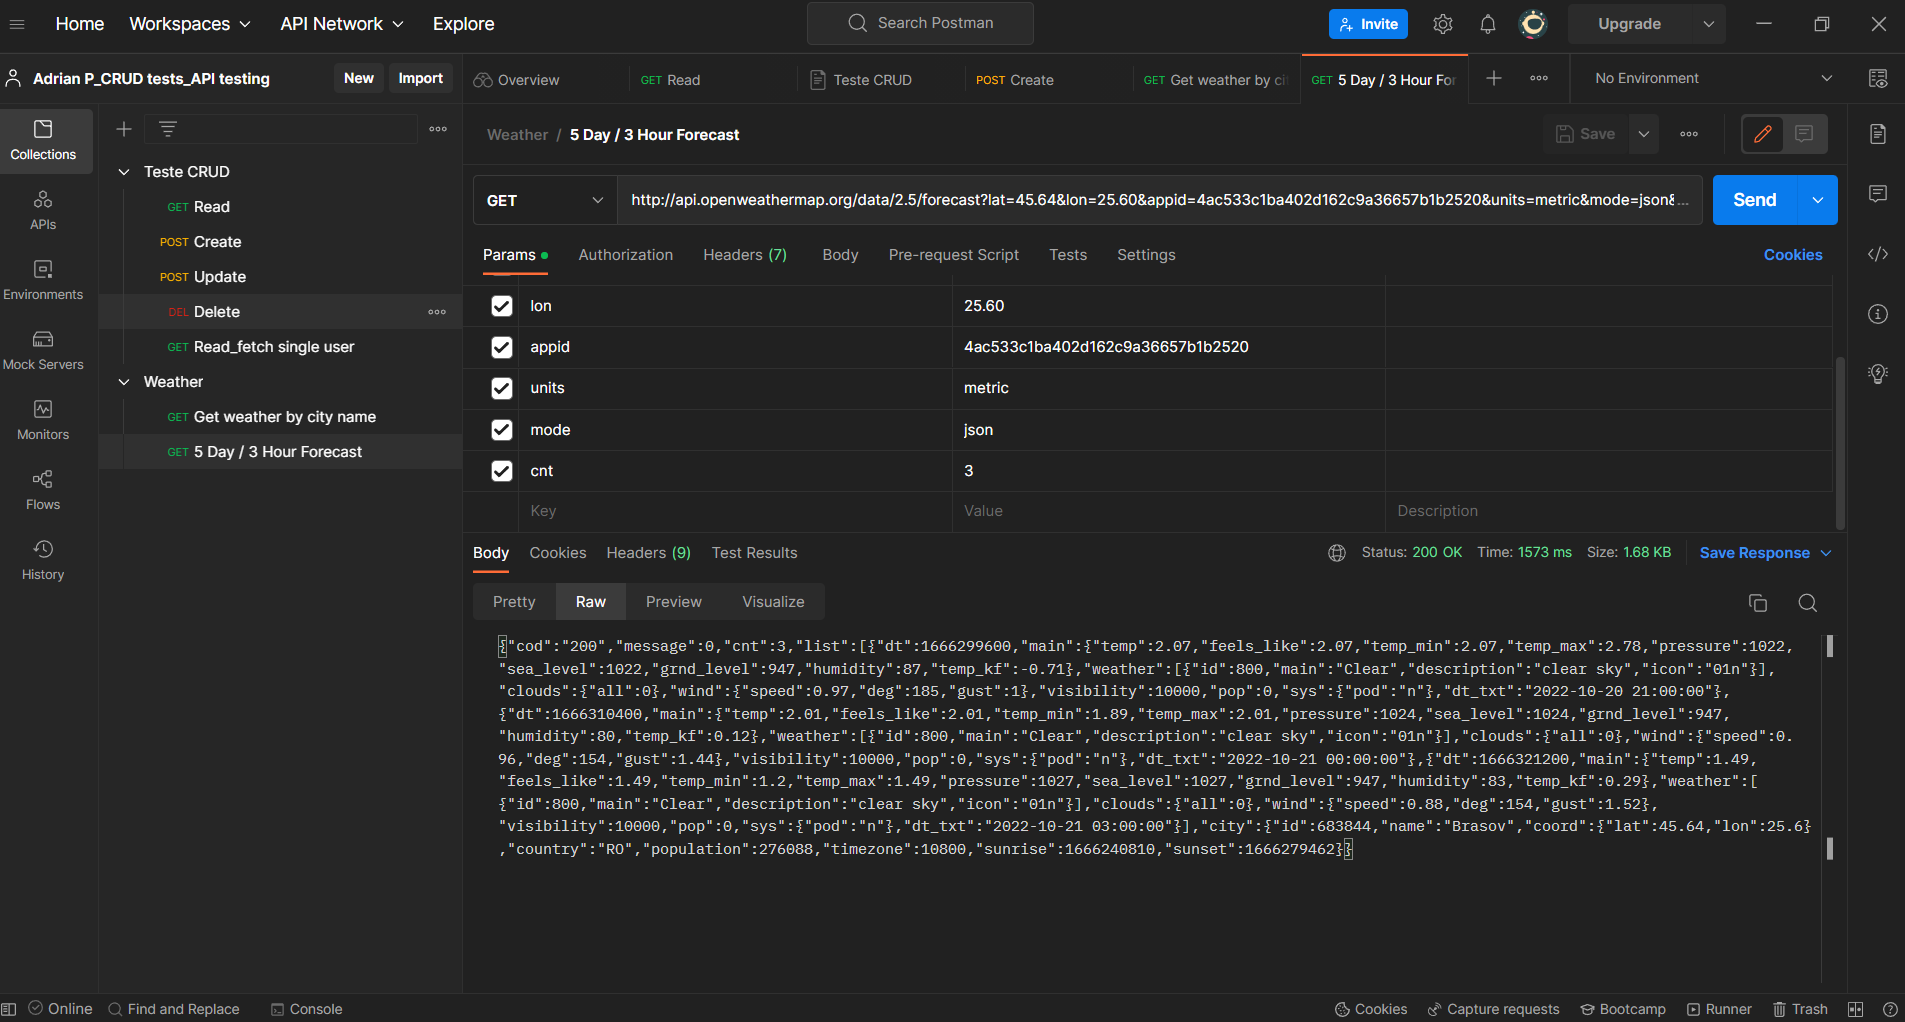 Home Workspaces API Network Explore Search Postman Invite Upgrade
Adrian P_CRUD tests_API testing New Import
Overview GET Read Teste CRUD POST Create GET Get weather by ci GET 5 Day / 3 Hour For No Environment
Collections
APIs
Environments
Mock Servers
Monitors
Flows
History
Teste CRUD
GET Read
POST Create
POST Update
DEL Delete
GET Read_fetch single user
Weather
GET Get weather by city name
GET 5 Day / 3 Hour Forecast
Weather / 5 Day / 3 Hour Forecast Save
GET http://api.openweathermap.org/data/2.5/forecast?lat=45.64&lon=25.60&appid=4ac533c1ba402d162c9a36657b1b2520&units=metric&mode=json&... Send
Params Authorization Headers (7) Body Pre-request Script Tests Settings Cookies
lon 25.60
appid 4ac533c1ba402d162c9a36657b1b2520
units metric
mode json
cnt 3
Key Value Description
Body Cookies Headers (9) Test Results Status: 200 OK Time: 1573 ms Size: 1.68 KB Save Response
Pretty Raw Preview Visualize
{"cod":"200","message":0,"cnt":3,"list":[{"dt":1666299600,"main":{"temp":2.07,"feels_like":2.07,"temp_min":2.07,"temp_max":2.78,"pressure":1022,
"sea_level":1022,"grnd_level":947,"humidity":87,"temp_kf":-0.71},"weather":[{"id":800,"main":"Clear","description":"clear sky","icon":"01n"}],
"clouds":{"all":0},"wind":{"speed":0.97,"deg":185,"gust":1},"visibility":10000,"pop":0,"sys":{"pod":"n"},"dt_txt":"2022-10-20 21:00:00"},
{"dt":1666310400,"main":{"temp":2.01,"feels_like":2.01,"temp_min":1.89,"temp_max":2.01,"pressure":1024,"sea_level":1024,"grnd_level":947,
"humidity":80,"temp_kf":0.12},"weather":[{"id":800,"main":"Clear","description":"clear sky","icon":"01n"}],"clouds":{"all":0},"wind":{"speed":0.
96,"deg":154,"gust":1.44},"visibility":10000,"pop":0,"sys":{"pod":"n"},"dt_txt":"2022-10-21 00:00:00"},{"dt":1666321200,"main":{"temp":1.49,
"feels_like":1.49,"temp_min":1.2,"temp_max":1.49,"pressure":1027,"sea_level":1027,"grnd_level":947,"humidity":83,"temp_kf":0.29},"weather":[
{"id":800,"main":"Clear","description":"clear sky","icon":"01n"}],"clouds":{"all":0},"wind":{"speed":0.88,"deg":154,"gust":1.52},
"visibility":10000,"pop":0,"sys":{"pod":"n"},"dt_txt":"2022-10-21 03:00:00"}],"city":{"id":683844,"name":"Brasov","coord":{"lat":45.64,"lon":25.6}
,"country":"RO","population":276088,"timezone":10800,"sunrise":1666240810,"sunset":1666279462}}
Online Find and Replace Console Cookies Capture requests Bootcamp Runner Trash